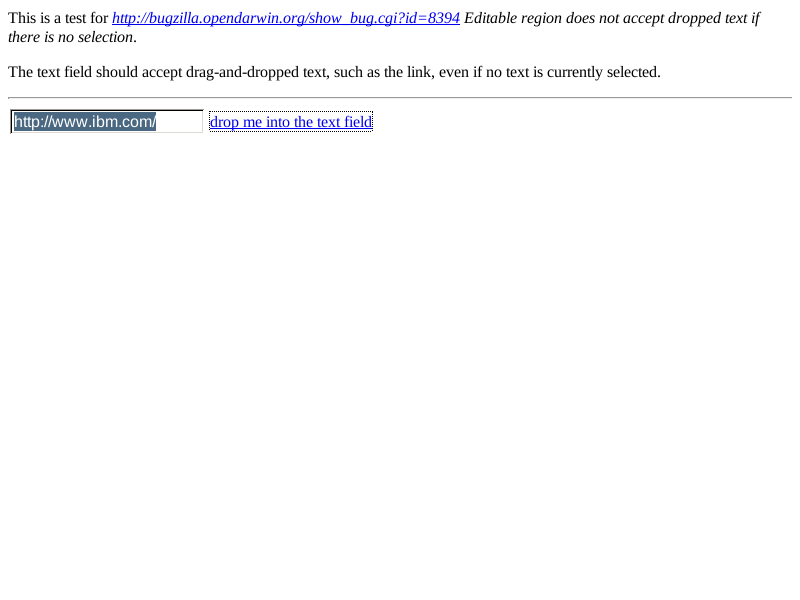 This is a test for http://bugzilla.opendarwin.org/show_bug.cgi?id=8394 Editable region does not accept dropped text if
there is no selection.
The text field should accept drag-and-dropped text, such as the link, even if no text is currently selected.
http://www.ibm.com/ drop me into the text field